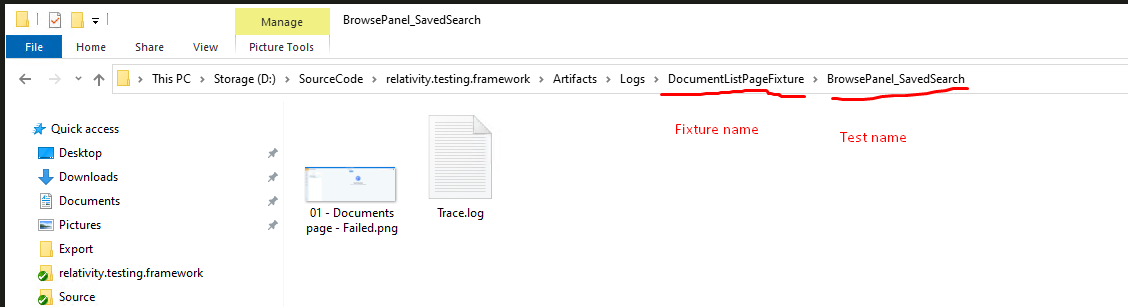 Manage
BrowsePanel_SavedSearch
File
Home
Share
View
Picture Tools
This PC
Storage (D:)
SourceCode
relativity.testing.framework
Artifacts
Logs
DocumentListPageFixture
BrowsePanel_SavedSearch
Fixture name
Test name
Quick access
Desktop
Downloads
Documents
Pictures
Export
relativity.testing.framework
Source
01 - Documents
page - Failed.png
Trace.log